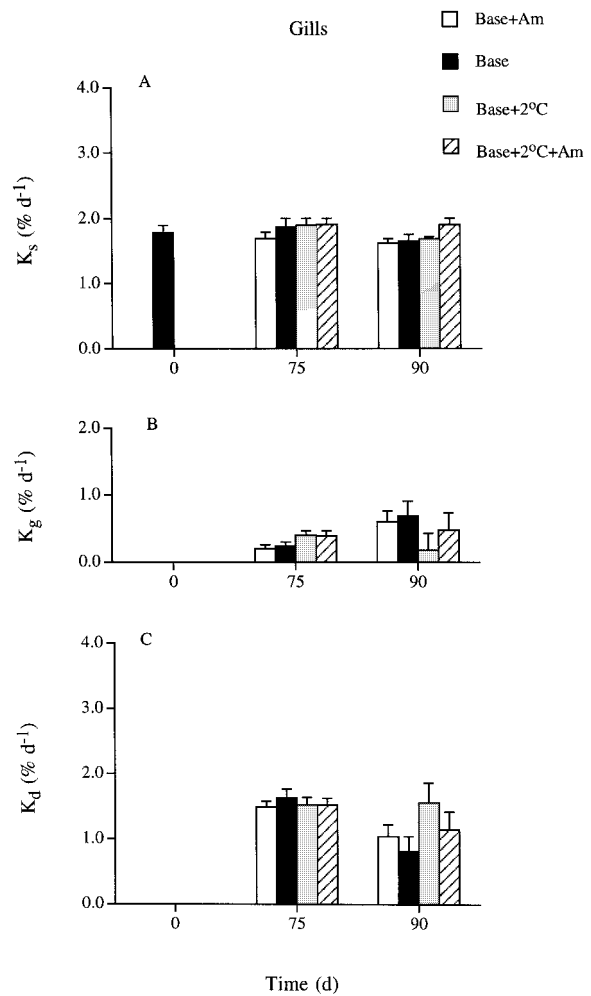 Gills
Base+Am
Base
Base+2°C
Base+2°C+Am
A
4.0
3.0
2.0
1.0
0.0
Ks (% d-1)
0 75 90
B
2.0
1.0
0.0
Kg (% d-1)
0 75 90
C
4.0
3.0
2.0
1.0
0.0
Kd (% d-1)
0 75 90
Time (d)